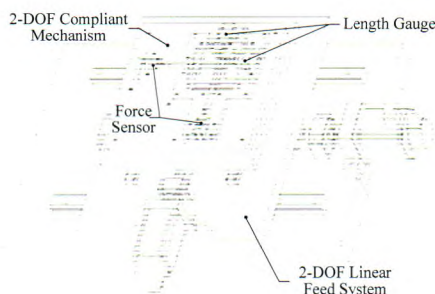 2-DOF Compliant
Mechanism
Length Gauge
Force
Sensor
2-DOF Linear
Feed System